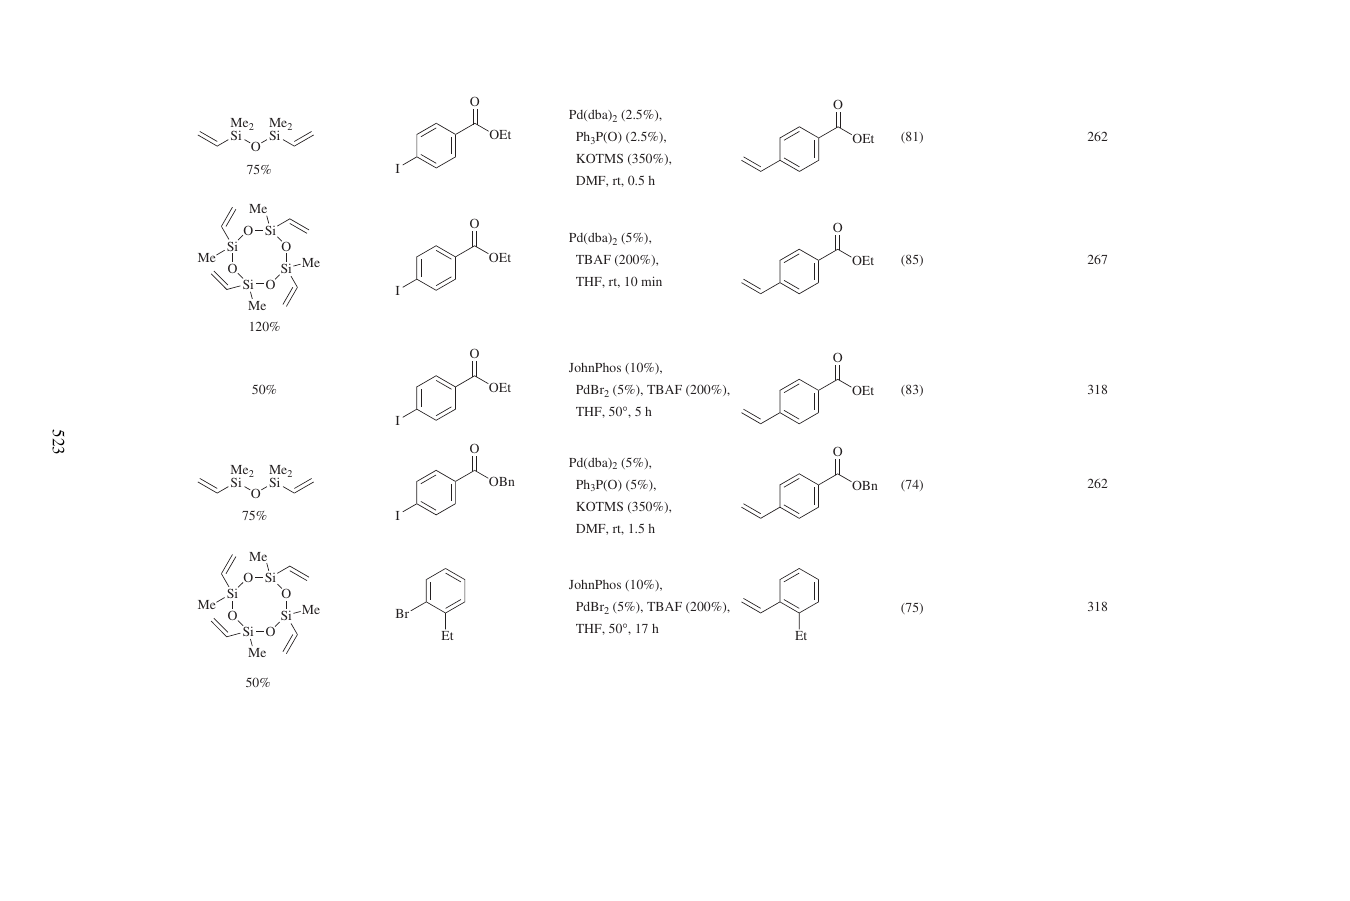 O
Me2 Me2
Si Si
O
OEt
I
75%
Pd(dba)2 (2.5%),
Ph3P(O) (2.5%),
KOTMS (350%),
DMF, rt, 0.5 h
O
OEt
(81)
262
Me
O Si
Si O
Me
O Si Me
Si O
Me
120%
O
OEt
I
Pd(dba)2 (5%),
TBAF (200%),
THF, rt, 10 min
O
OEt
(85)
267
50%
O
OEt
I
JohnPhos (10%),
PdBr2 (5%), TBAF (200%),
THF, 50°, 5 h
O
OEt
(83)
318
523
Me2 Me2
Si Si
O
75%
O
OBn
I
Pd(dba)2 (5%),
Ph3P(O) (5%),
KOTMS (350%),
DMF, rt, 1.5 h
O
OBn
(74)
262
Me
O Si
Si O
Me
O Si Me
Si O
Me
50%
Br
Et
JohnPhos (10%),
PdBr2 (5%), TBAF (200%),
THF, 50°, 17 h
Et
(75)
318